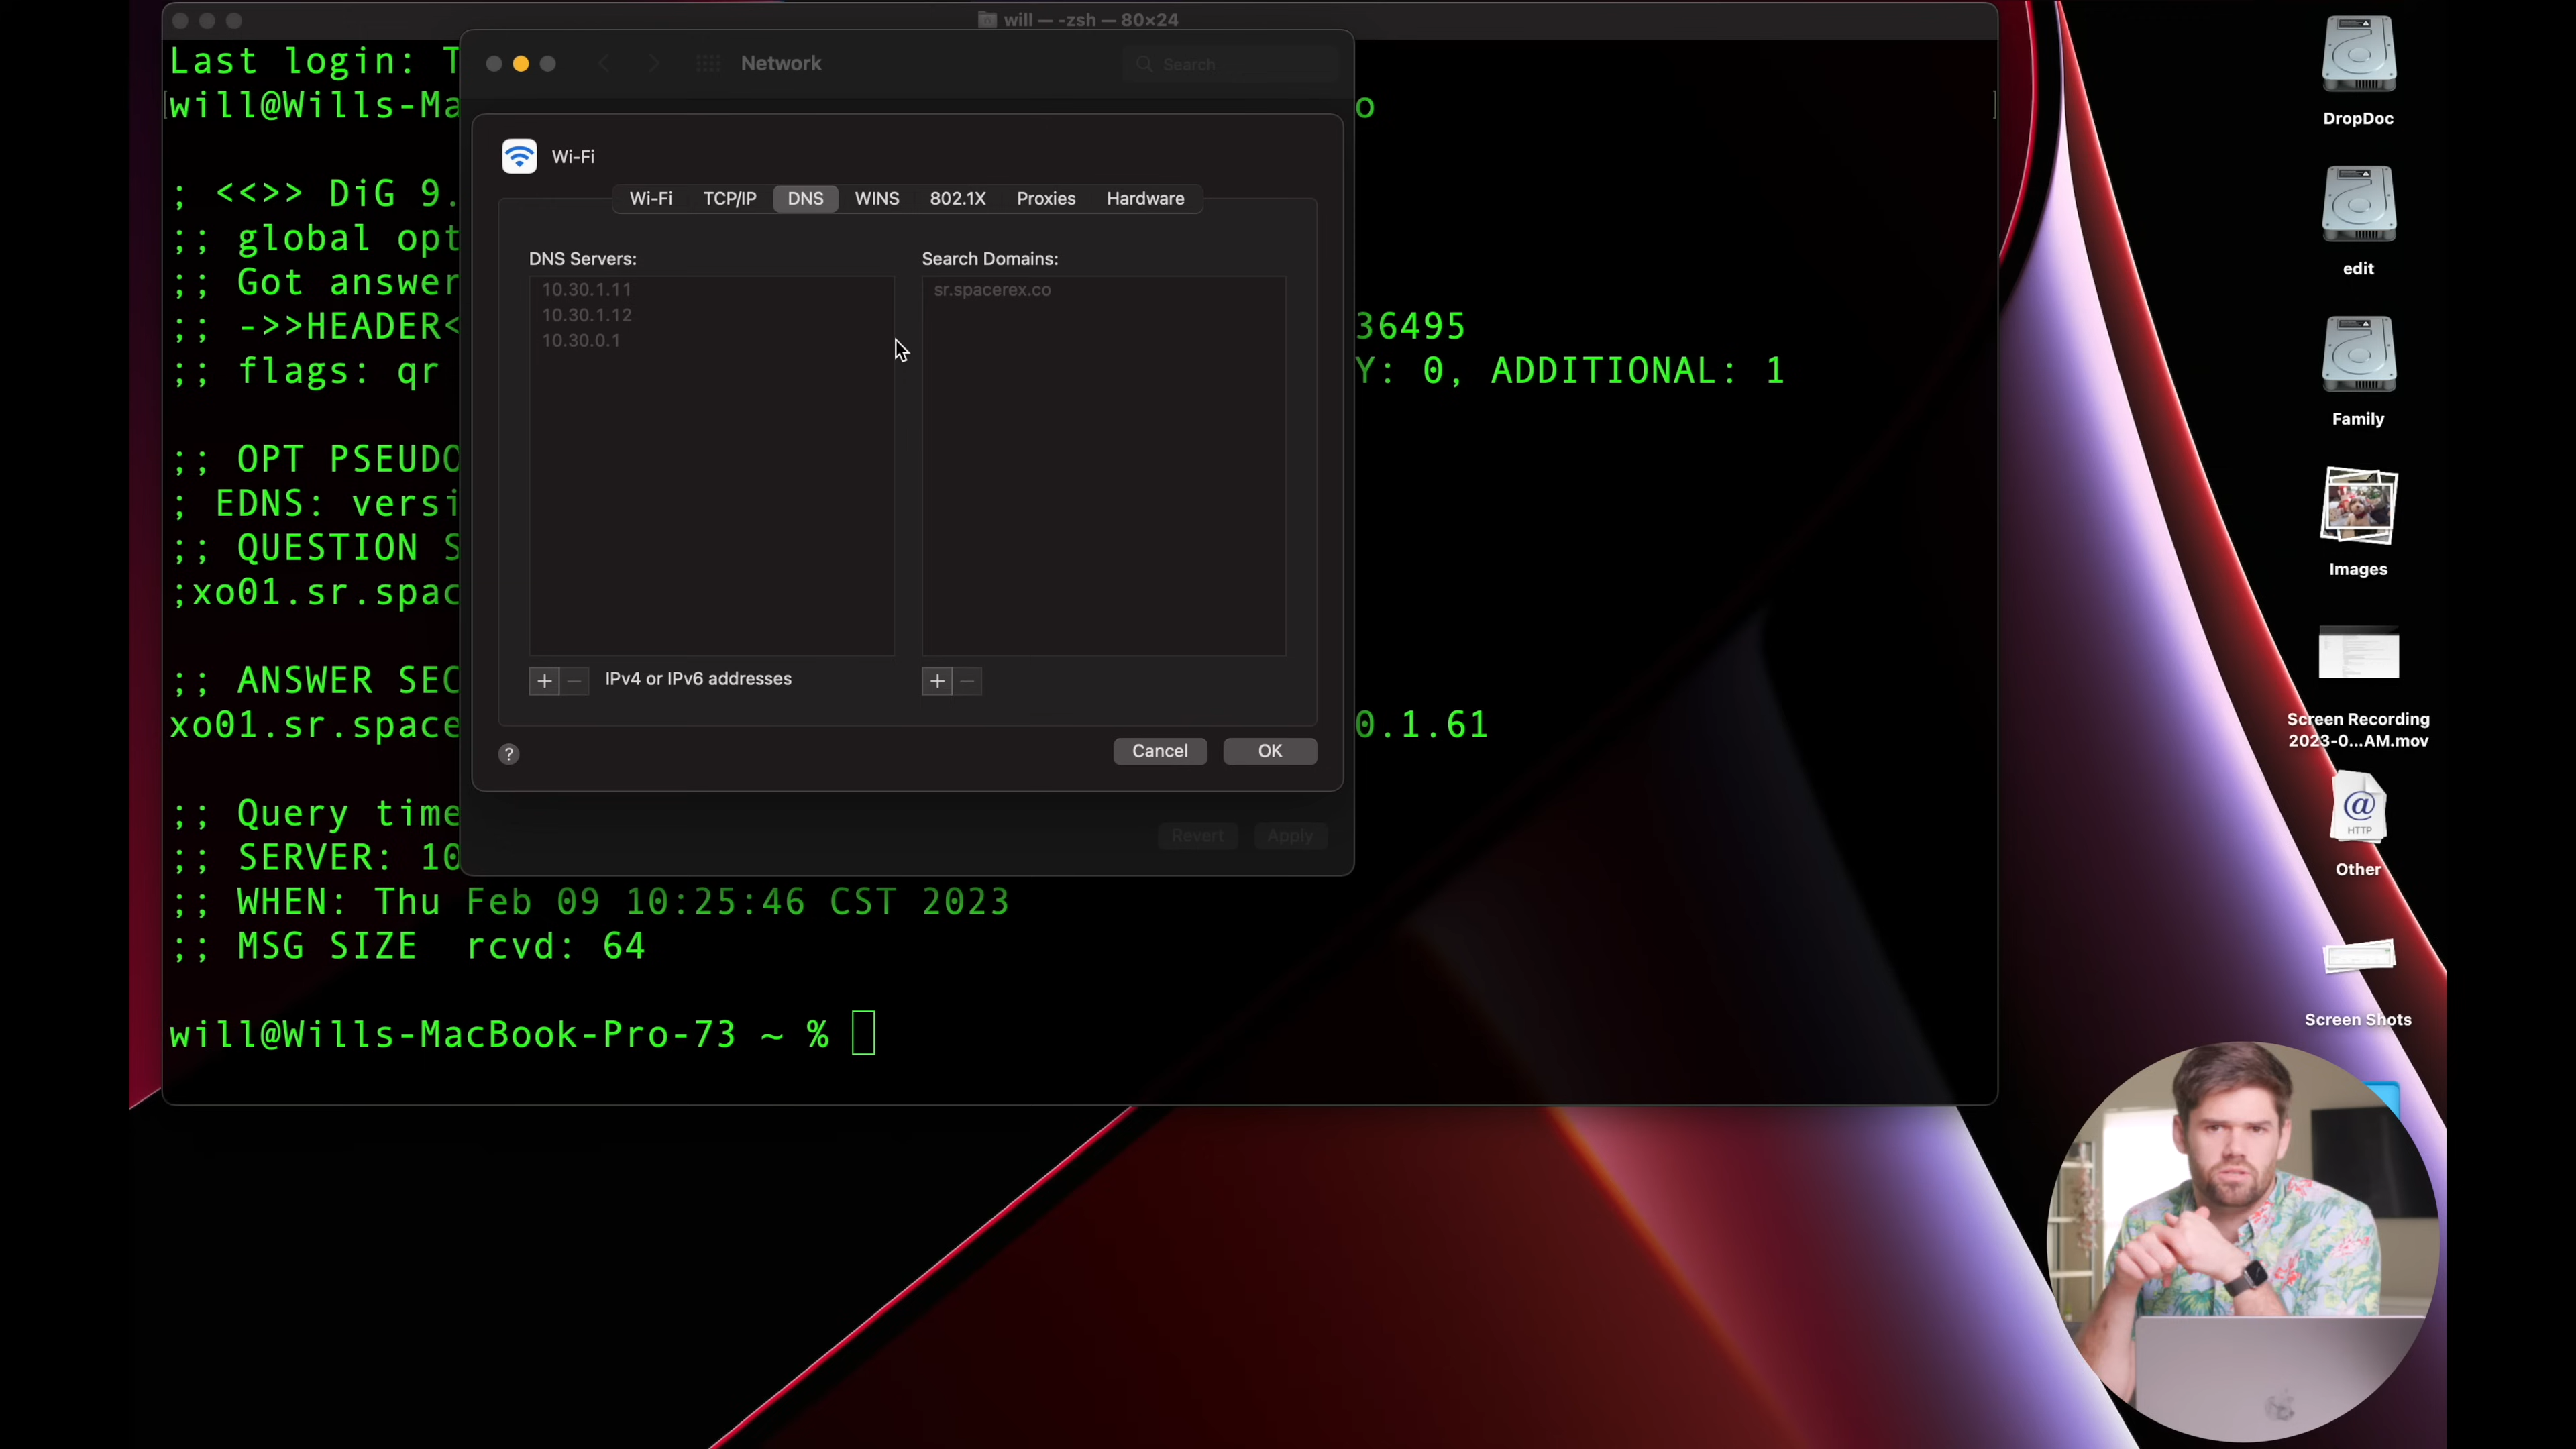 will — -zsh — 80×24
Last login: T
will@Wills-Ma
o
; <<>> DiG 9.
;; global opt
;; Got answer
;; ->>HEADER<
36495
;; flags: qr
Y: 0, ADDITIONAL: 1
;; OPT PSEUDO
; EDNS: versi
;; QUESTION S
;xo01.sr.spac
;; ANSWER SEC
xo01.sr.space
0.1.61
;; Query time
;; SERVER: 10
;; WHEN: Thu Feb 09 10:25:46 CST 2023
;; MSG SIZE  rcvd: 64
will@Wills-MacBook-Pro-73 ~ %
Network
Search
Wi-Fi
Wi-Fi
TCP/IP
DNS
WINS
802.1X
Proxies
Hardware
DNS Servers:
10.30.1.11
10.30.1.12
10.30.0.1
Search Domains:
sr.spacerex.co
+ −
IPv4 or IPv6 addresses
+ −
?
Cancel
OK
Revert
Apply
DropDoc
edit
Family
Images
Screen Recording
2023-0...AM.mov
@
HTTP
Other
Screen Shots